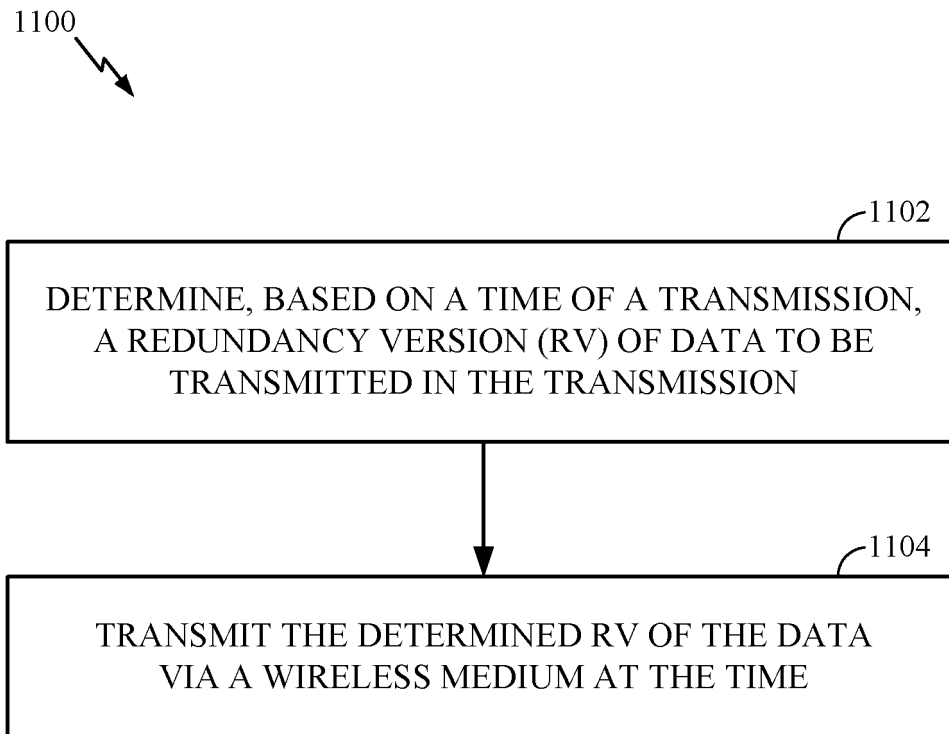 1100
1102
DETERMINE, BASED ON A TIME OF A TRANSMISSION,
A REDUNDANCY VERSION (RV) OF DATA TO BE
TRANSMITTED IN THE TRANSMISSION
1104
TRANSMIT THE DETERMINED RV OF THE DATA
VIA A WIRELESS MEDIUM AT THE TIME